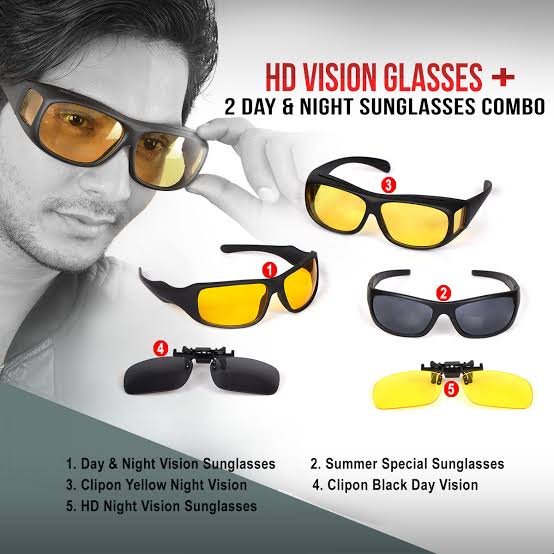 HD VISION GLASSES +
2 DAY & NIGHT SUNGLASSES COMBO
3
1
2
4
5
1. Day & Night Vision Sunglasses 2. Summer Special Sunglasses
3. Clipon Yellow Night Vision 4. Clipon Black Day Vision
5. HD Night Vision Sunglasses